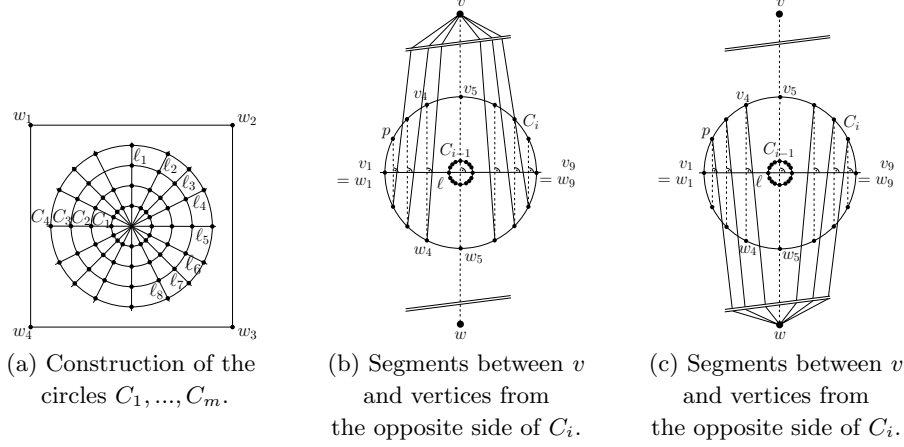 w₁
w₂
ℓ₁
ℓ₂
ℓ₃
ℓ₄
C₄ C₃ C₂ C₁
ℓ₅
ℓ₆
ℓ₇
ℓ₈
w₄
w₃
(a) Construction of the
circles C₁, ..., Cₘ.
v
v₄
v₅
p
Cᵢ
Cᵢ₋₁
v₁
= w₁
ℓ
v₉
= w₉
w₄
w₅
w
(b) Segments between v
and vertices from
the opposite side of Cᵢ.
v
v₄
v₅
p
Cᵢ
Cᵢ₋₁
v₁
= w₁
ℓ
v₉
= w₉
w₄
w₅
w
(c) Segments between v
and vertices from
the opposite side of Cᵢ.